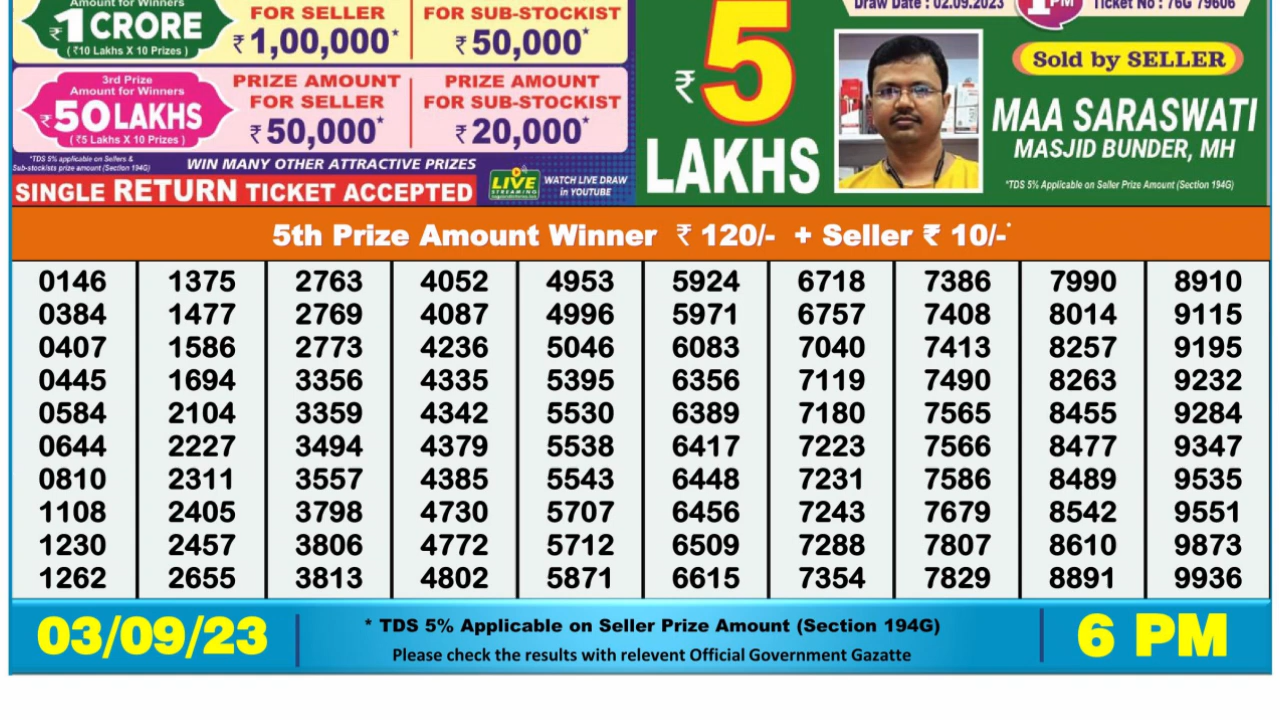 Amount for Winners
₹1 CRORE
( ₹10 Lakhs X 10 Prizes )
FOR SELLER
₹ 1,00,000*
FOR SUB-STOCKIST
₹ 50,000*
3rd Prize
Amount for Winners
₹50 LAKHS
( ₹5 Lakhs X 10 Prizes )
PRIZE AMOUNT
FOR SELLER
₹ 50,000*
PRIZE AMOUNT
FOR SUB-STOCKIST
₹ 20,000*
*TDS 5% applicable on Sellers &
Sub-stockists prize amount (Section 194G)
WIN MANY OTHER ATTRACTIVE PRIZES
SINGLE RETURN TICKET ACCEPTED
LIVE
STREAMING
WATCH LIVE DRAW
in YOUTUBE
₹ 5
LAKHS
Draw Date : 02.09.2023
1 PM
Ticket No : 76G 79606
Sold by SELLER
MAA SARASWATI
MASJID BUNDER, MH
*TDS 5% Applicable on Seller Prize Amount (Section 194G)
5th Prize Amount Winner ₹ 120/- + Seller ₹ 10/-*
0146 1375 2763 4052 4953 5924 6718 7386 7990 8910
0384 1477 2769 4087 4996 5971 6757 7408 8014 9115
0407 1586 2773 4236 5046 6083 7040 7413 8257 9195
0445 1694 3356 4335 5395 6356 7119 7490 8263 9232
0584 2104 3359 4342 5530 6389 7180 7565 8455 9284
0644 2227 3494 4379 5538 6417 7223 7566 8477 9347
0810 2311 3557 4385 5543 6448 7231 7586 8489 9535
1108 2405 3798 4730 5707 6456 7243 7679 8542 9551
1230 2457 3806 4772 5712 6509 7288 7807 8610 9873
1262 2655 3813 4802 5871 6615 7354 7829 8891 9936
03/09/23
* TDS 5% Applicable on Seller Prize Amount (Section 194G)
Please check the results with relevent Official Government Gazatte
6 PM